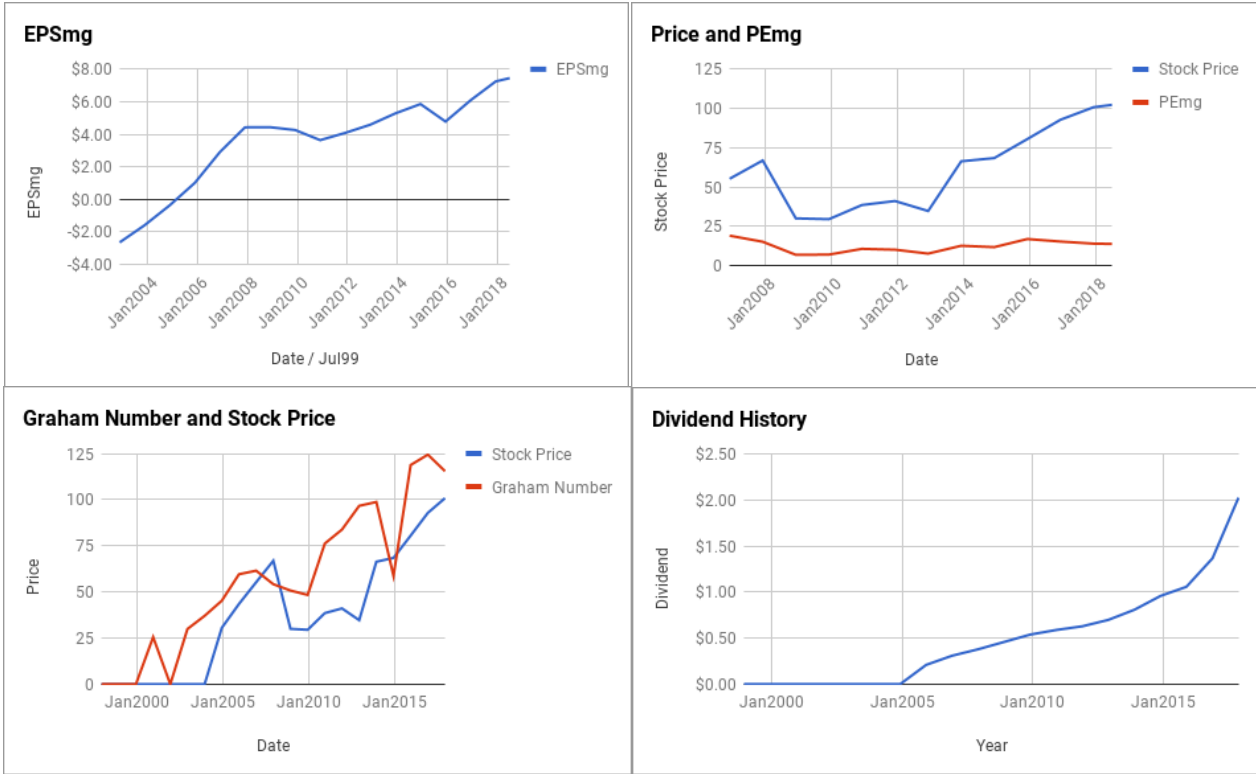 EPSmg
EPSmg
$8.00
$6.00
$4.00
$2.00
$0.00
-$2.00
-$4.00
EPSmg
Jan2004
Jan2006
Jan2008
Jan2010
Jan2012
Jan2014
Jan2016
Jan2018
Date / Jul99
Price and PEmg
Stock Price
PEmg
125
100
75
50
25
0
Stock Price
Jan2008
Jan2010
Jan2012
Jan2014
Jan2016
Jan2018
Date
Graham Number and Stock Price
Stock Price
Graham Number
125
100
75
50
25
0
Price
Jan2000
Jan2005
Jan2010
Jan2015
Date
Dividend History
$2.50
$2.00
$1.50
$1.00
$0.50
$0.00
Dividend
Jan2000
Jan2005
Jan2010
Jan2015
Year